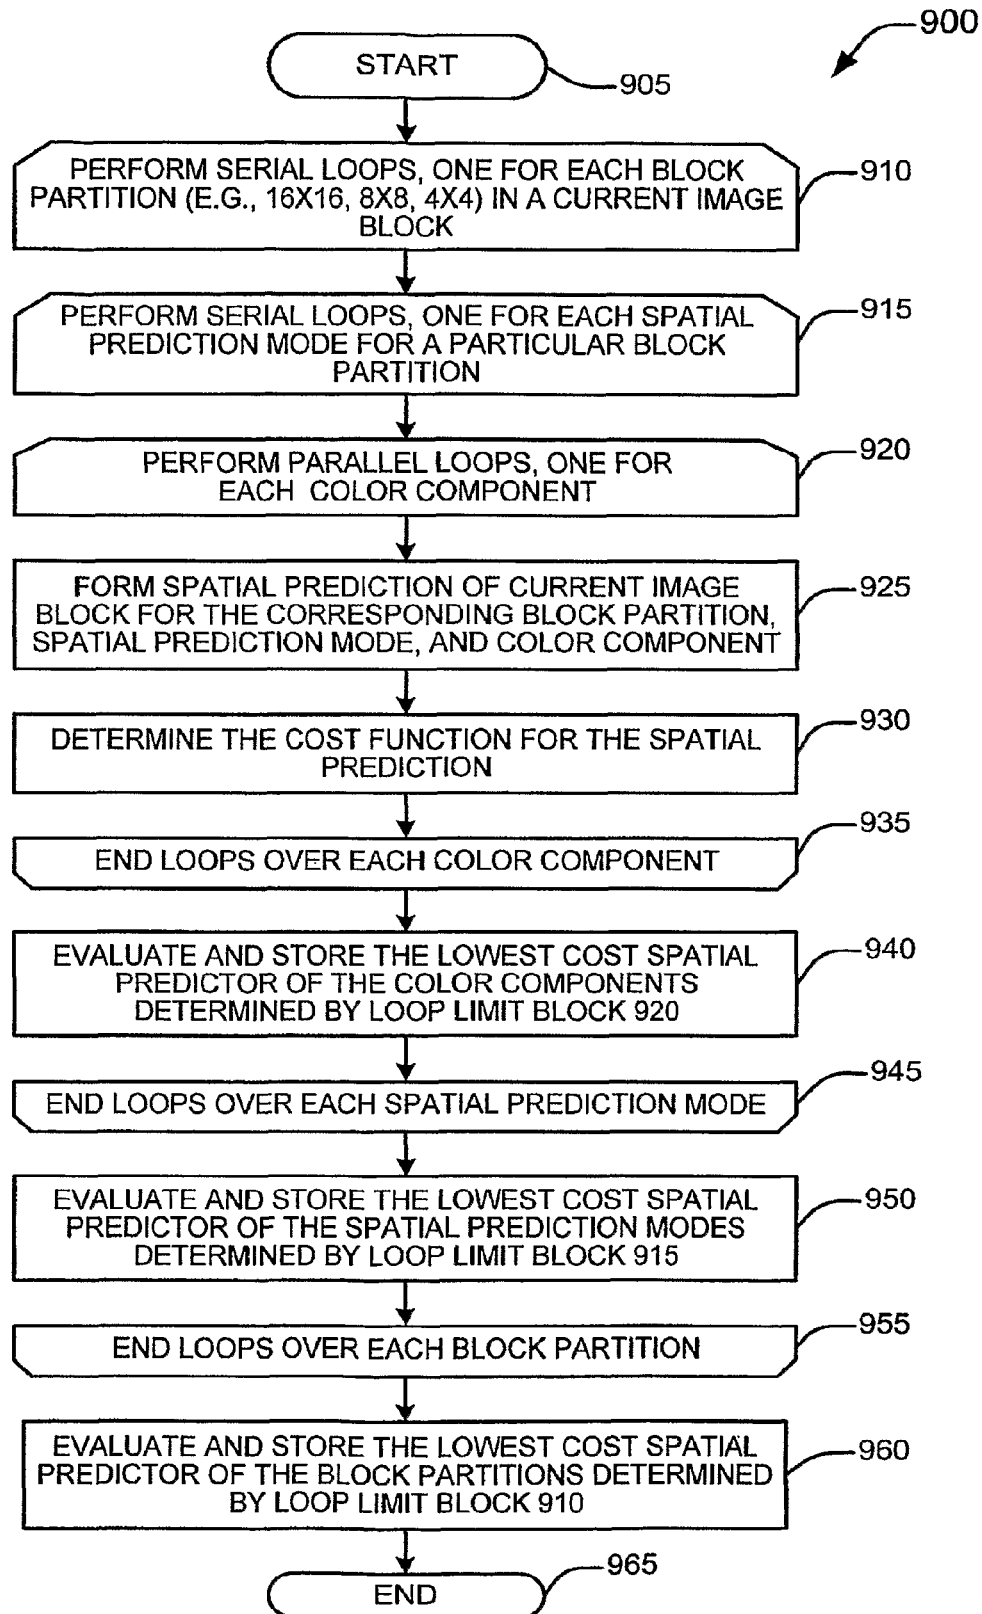 900
START
905
PERFORM SERIAL LOOPS, ONE FOR EACH BLOCK
PARTITION (E.G., 16X16, 8X8, 4X4) IN A CURRENT IMAGE
BLOCK
910
PERFORM SERIAL LOOPS, ONE FOR EACH SPATIAL
PREDICTION MODE FOR A PARTICULAR BLOCK
PARTITION
915
PERFORM PARALLEL LOOPS, ONE FOR
EACH COLOR COMPONENT
920
FORM SPATIAL PREDICTION OF CURRENT IMAGE
BLOCK FOR THE CORRESPONDING BLOCK PARTITION,
SPATIAL PREDICTION MODE, AND COLOR COMPONENT
925
DETERMINE THE COST FUNCTION FOR THE SPATIAL
PREDICTION
930
END LOOPS OVER EACH COLOR COMPONENT
935
EVALUATE AND STORE THE LOWEST COST SPATIAL
PREDICTOR OF THE COLOR COMPONENTS
DETERMINED BY LOOP LIMIT BLOCK 920
940
END LOOPS OVER EACH SPATIAL PREDICTION MODE
945
EVALUATE AND STORE THE LOWEST COST SPATIAL
PREDICTOR OF THE SPATIAL PREDICTION MODES
DETERMINED BY LOOP LIMIT BLOCK 915
950
END LOOPS OVER EACH BLOCK PARTITION
955
EVALUATE AND STORE THE LOWEST COST SPATIAL
PREDICTOR OF THE BLOCK PARTITIONS DETERMINED
BY LOOP LIMIT BLOCK 910
960
END
965